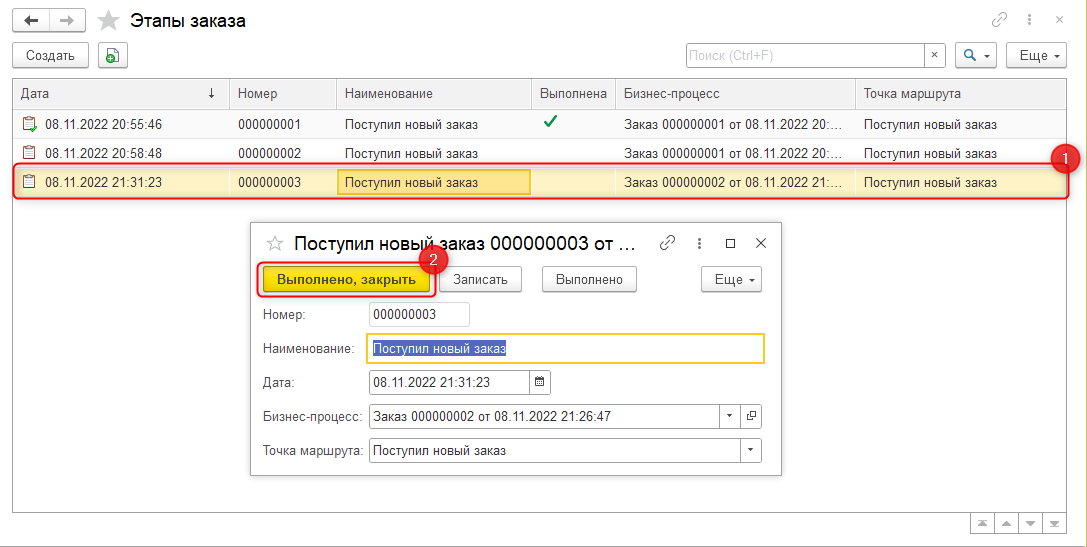 Этапы заказа
Создать
Поиск (Ctrl+F)
×
Еще
Дата ↓ Номер Наименование Выполнена Бизнес-процесс Точка маршрута
08.11.2022 20:55:46 000000001 Поступил новый заказ Заказ 000000001 от 08.11.2022 20:... Поступил новый заказ
08.11.2022 20:58:48 000000002 Поступил новый заказ Заказ 000000001 от 08.11.2022 20:... Поступил новый заказ
1
08.11.2022 21:31:23 000000003 Поступил новый заказ Заказ 000000002 от 08.11.2022 21:... Поступил новый заказ
Поступил новый заказ 000000003 от ...
2
Выполнено, закрыть Записать Выполнено Еще
Номер: 000000003
Наименование: Поступил новый заказ
Дата: 08.11.2022 21:31:23
Бизнес-процесс: Заказ 000000002 от 08.11.2022 21:26:47
Точка маршрута: Поступил новый заказ